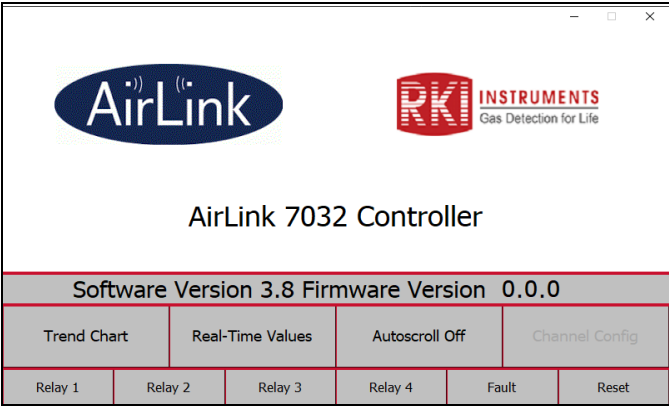 AirLink
RKI INSTRUMENTS
Gas Detection for Life
AirLink 7032 Controller
Software Version 3.8 Firmware Version 0.0.0
Trend Chart Real-Time Values Autoscroll Off Channel Config
Relay 1 Relay 2 Relay 3 Relay 4 Fault Reset